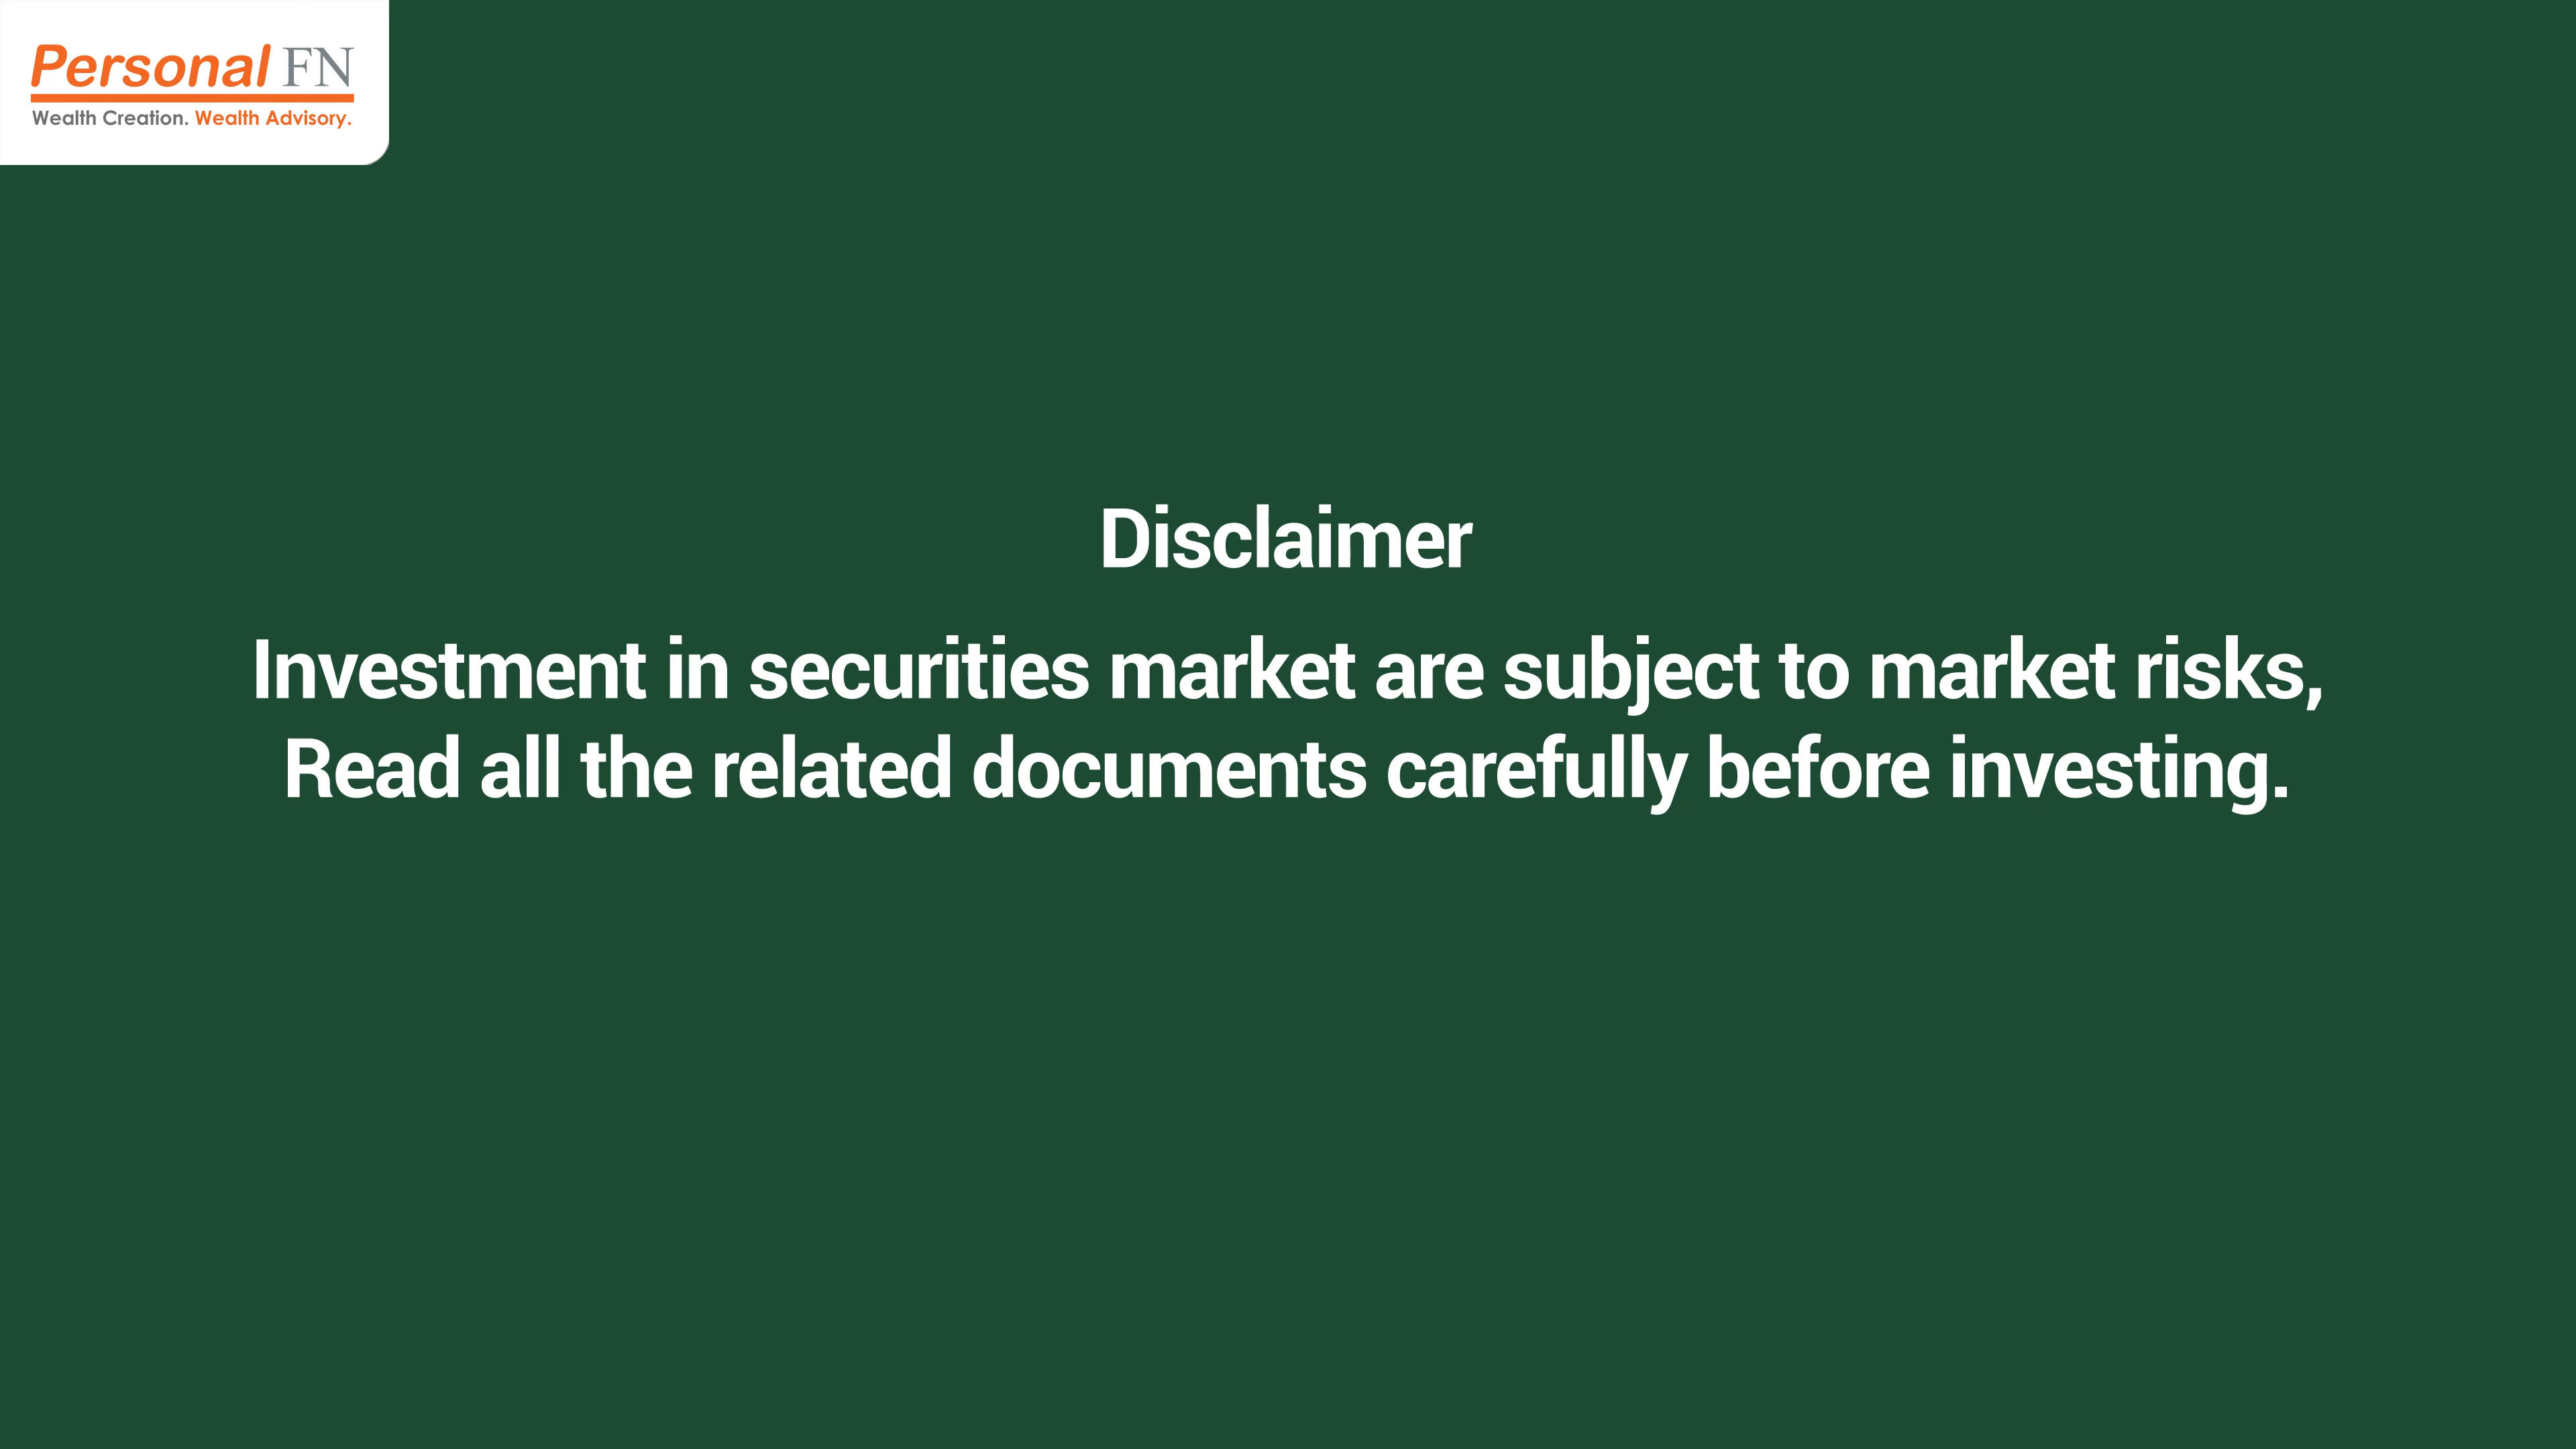 Personal FN
Wealth Creation. Wealth Advisory.
Disclaimer
Investment in securities market are subject to market risks,
Read all the related documents carefully before investing.